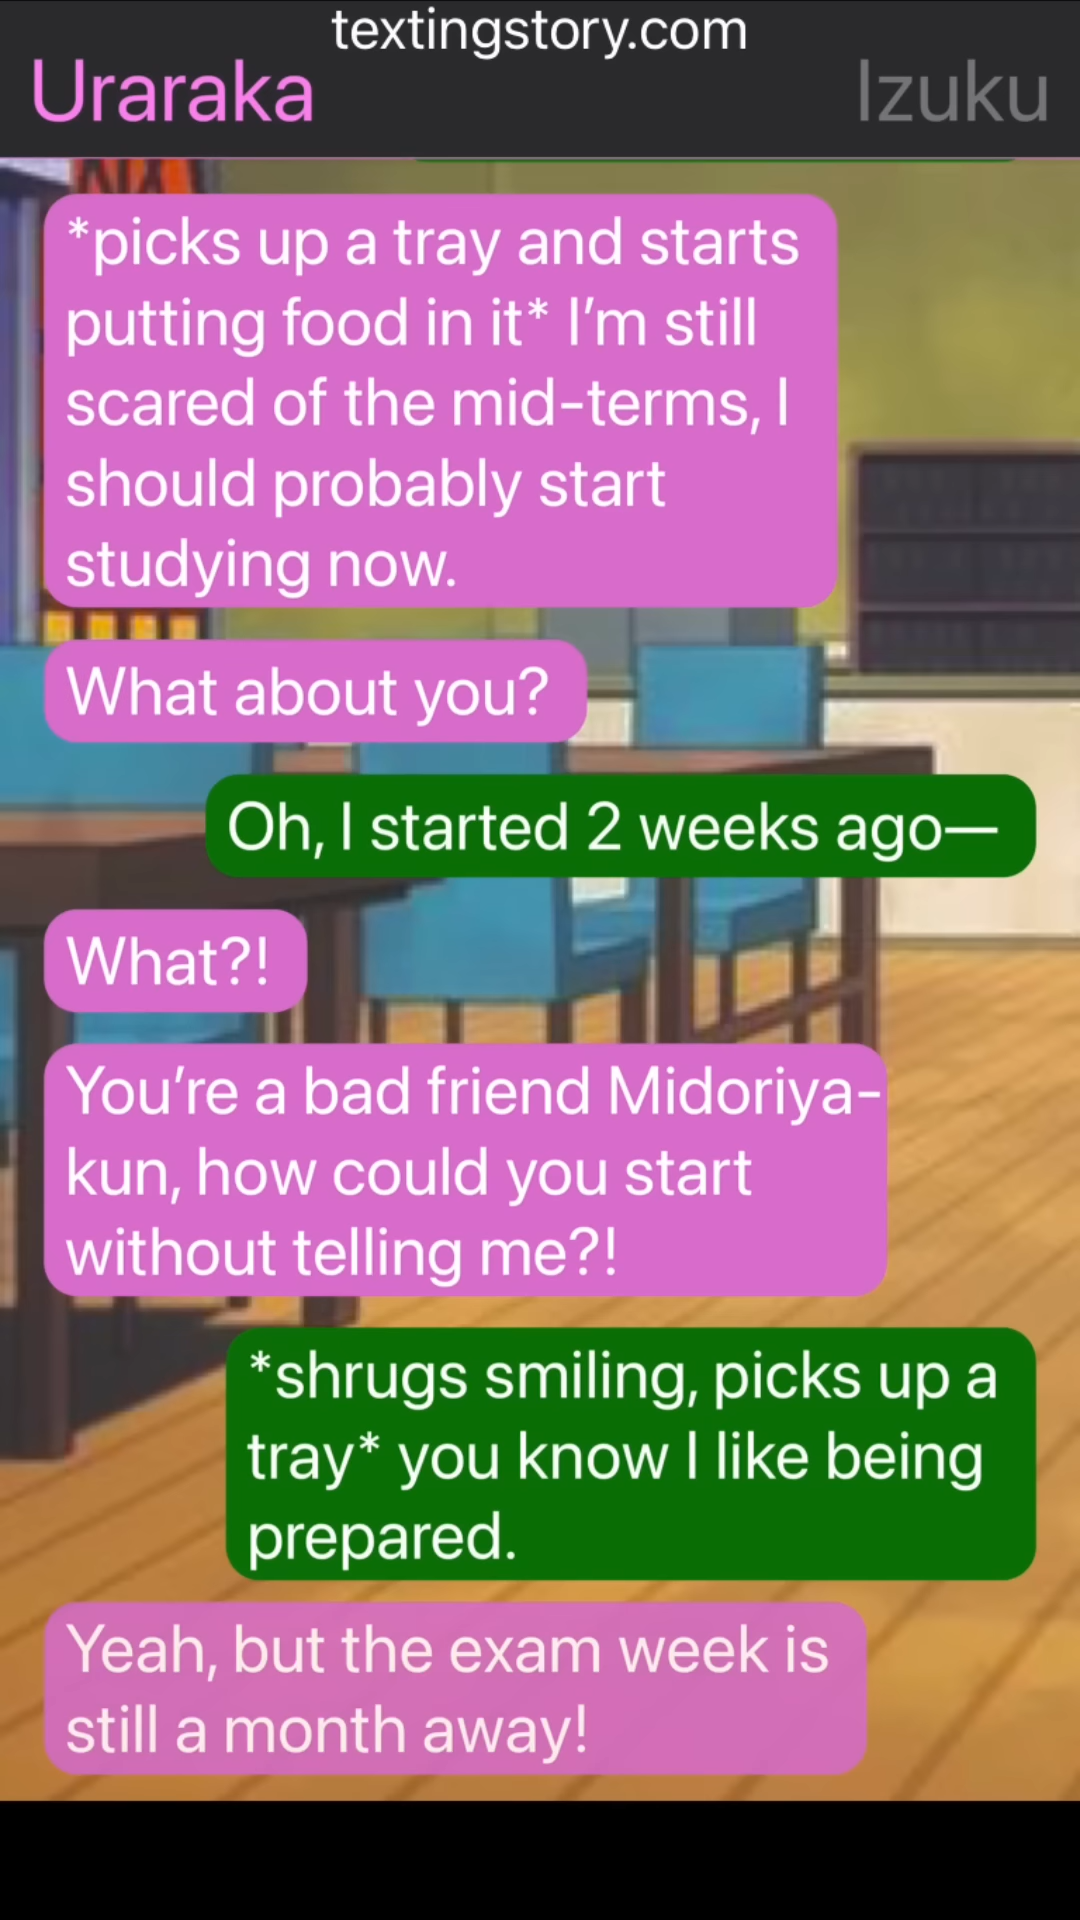 textingstory.com
Uraraka
Izuku
*picks up a tray and starts
putting food in it* I'm still
scared of the mid-terms, I
should probably start
studying now.
What about you?
Oh, I started 2 weeks ago—
What?!
You're a bad friend Midoriya-
kun, how could you start
without telling me?!
*shrugs smiling, picks up a
tray* you know I like being
prepared.
Yeah, but the exam week is
still a month away!